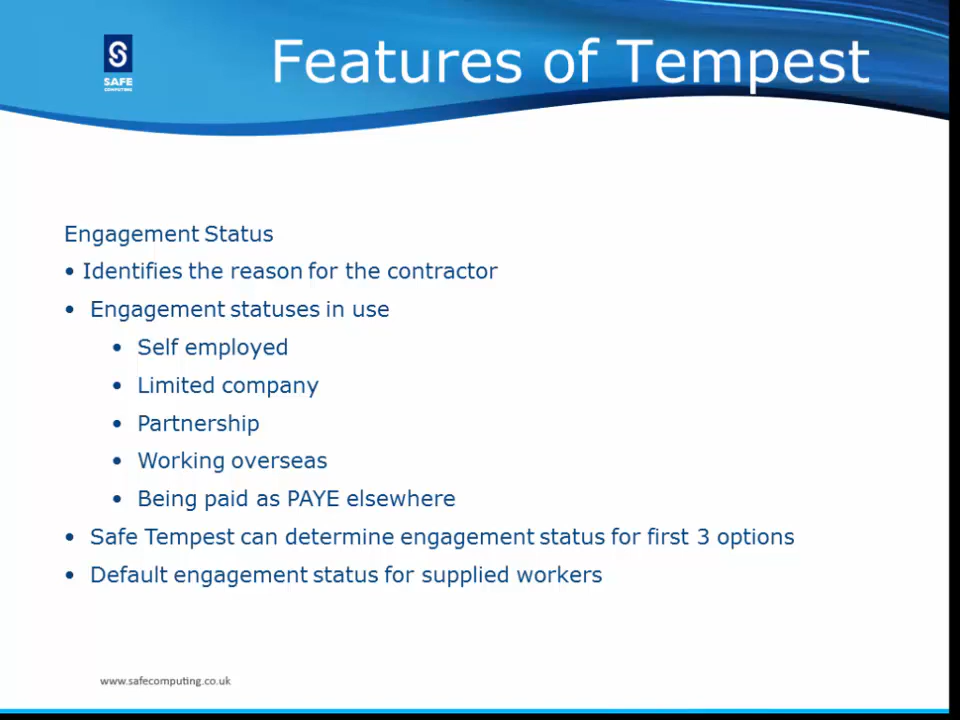 Features of Tempest
S
SAFE
COMPUTING
Engagement Status
• Identifies the reason for the contractor
• Engagement statuses in use
• Self employed
• Limited company
• Partnership
• Working overseas
• Being paid as PAYE elsewhere
• Safe Tempest can determine engagement status for first 3 options
• Default engagement status for supplied workers
www.safecomputing.co.uk